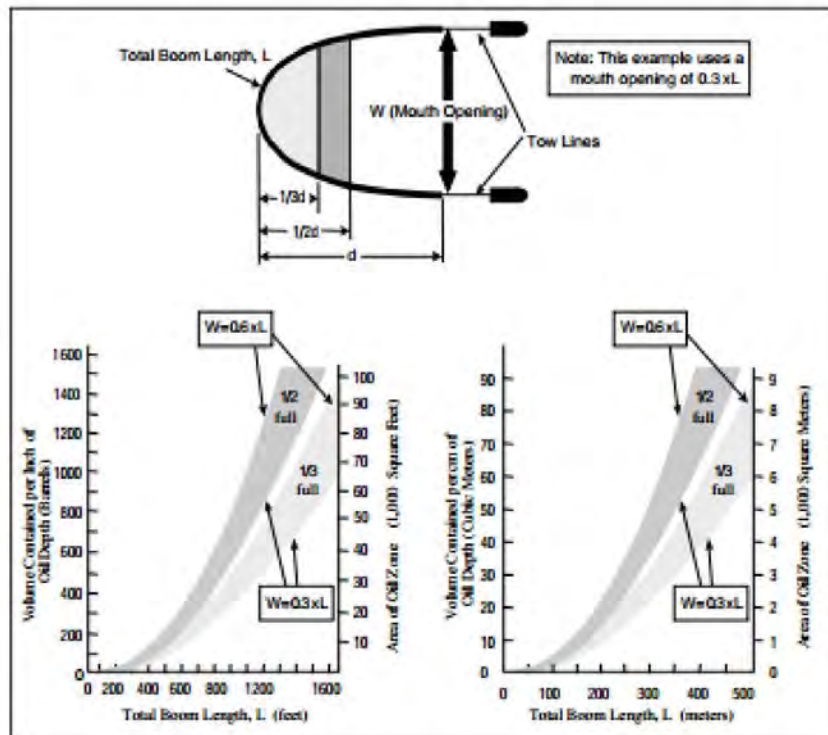 Total Boom Length, L
Note: This example uses a
mouth opening of 0.3xL
W (Mouth Opening)
Tow Lines
1/3d
1/2d
d
W=0.6xL
1/2
full
1/3
full
W=0.3xL
Volume Contained per Inch of
Oil Depth (Barrels)
1600
1400
1200
1000
800
600
400
200
0
0 200 400 600 800 1200 1600
Total Boom Length, L (feet)
100
90
80
70
60
50
40
30
20
10
Area of Oil Zone (1,000 Square Feet)
W=0.6xL
1/2
full
1/3
full
W=0.3xL
Volume Contained per cm of
Oil Depth (Cubic Meters)
90
80
70
60
50
40
30
20
10
0
0 100 200 300 400 500
Total Boom Length, L (meters)
9
8
7
6
5
4
3
2
1
0
Area of Oil Zone (1,000 Square Meters)